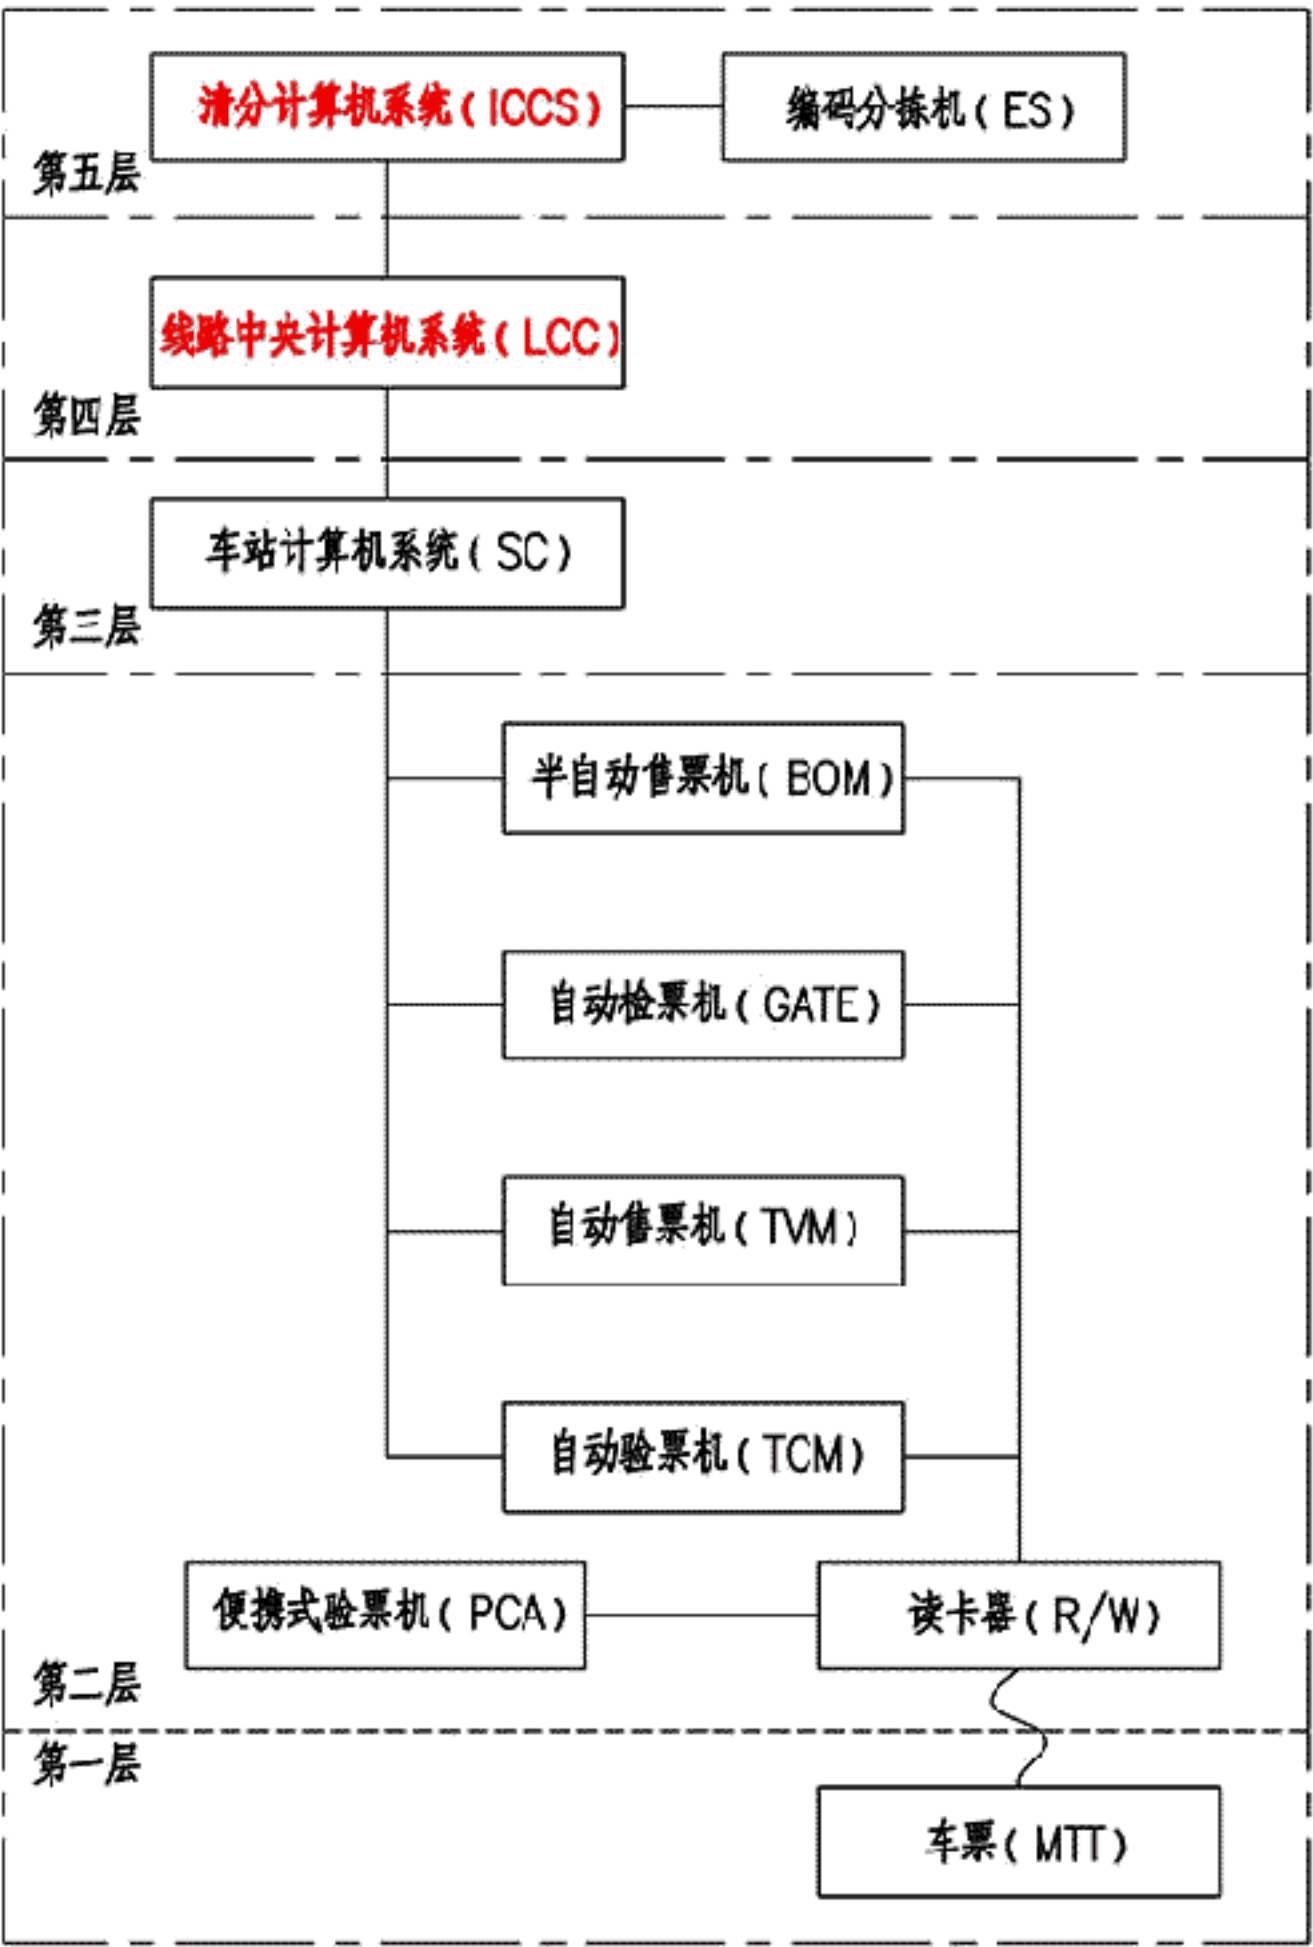 清分计算机系统(ICCS)
编码分拣机(ES)
第五层
线路中央计算机系统(LCC)
第四层
车站计算机系统(SC)
第三层
半自动售票机(BOM)
自动检票机(GATE)
自动售票机(TVM)
自动验票机(TCM)
便携式验票机(PCA)
读卡器(R/W)
第二层
第一层
车票(MTT)